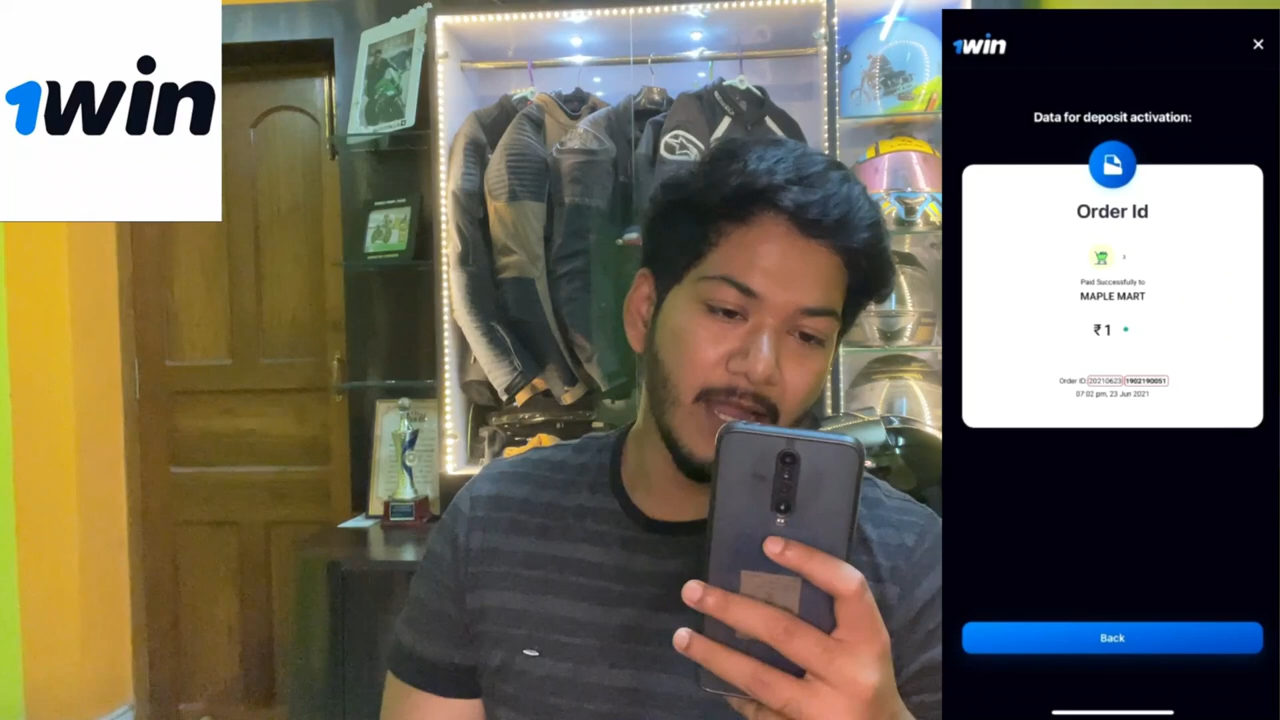 1win
1win
Data for deposit activation:
Order Id
3
Paid Successfully to
MAPLE MART
₹1
Order ID: 20210623 1902190051
07:02 pm, 23 Jun 2021
Back